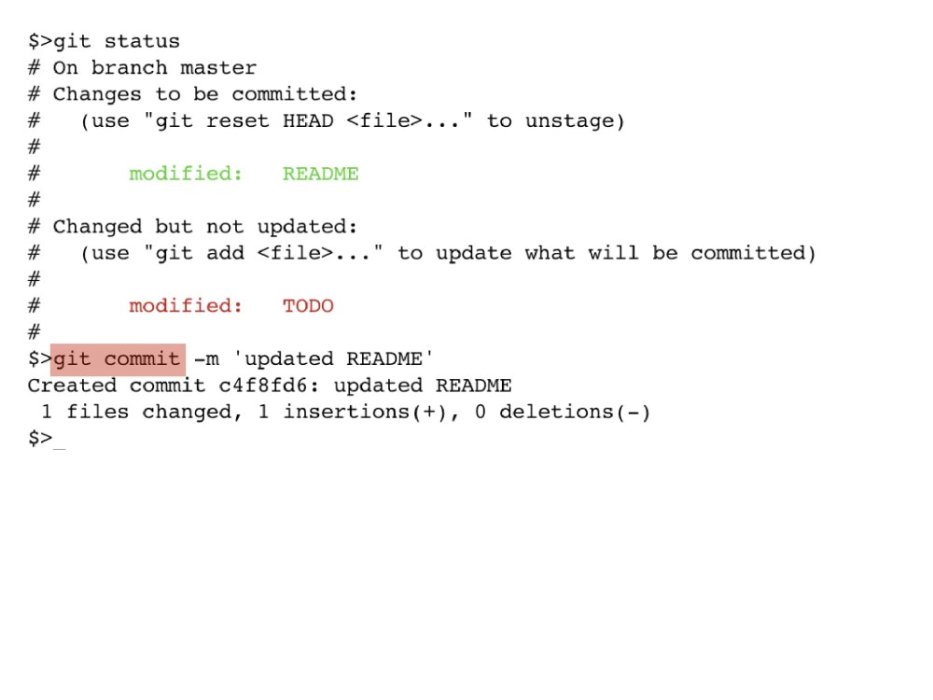 $>git status
# On branch master
# Changes to be committed:
#   (use "git reset HEAD <file>..." to unstage)
#
#       modified:   README
#
# Changed but not updated:
#   (use "git add <file>..." to update what will be committed)
#
#       modified:   TODO
#
$>git commit -m 'updated README'
Created commit c4f8fd6: updated README
 1 files changed, 1 insertions(+), 0 deletions(-)
$>_